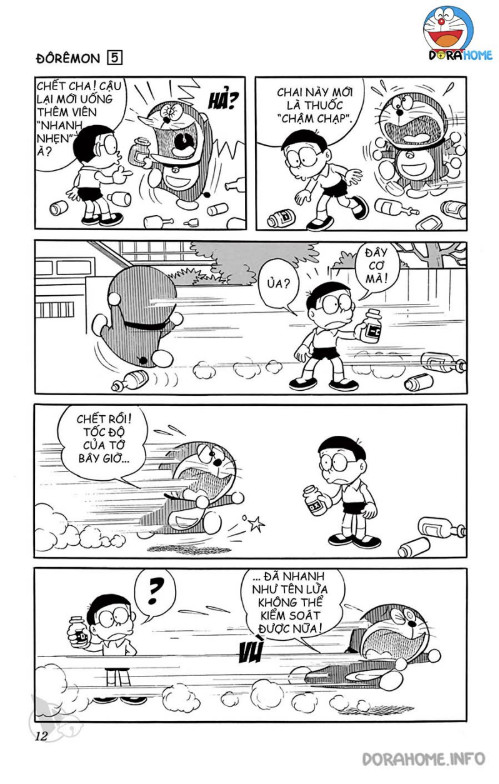 DORAHOME
ĐÔRÊMON 5
CHẾT CHA! CẬU
LẠI MỚI UỐNG
THÊM VIÊN
"NHANH
NHẸN"
À?
HẢ?
CHAI NÀY MỚI
LÀ THUỐC
"CHẬM CHẠP".
ỦA?
ĐÂY
CƠ
MÀ!
CHẾT RỒI!
TỐC ĐỘ
CỦA TỚ
BÂY GIỜ...
?
... ĐÃ NHANH
NHƯ TÊN LỬA
KHÔNG THỂ
KIỂM SOÁT
ĐƯỢC NỮA!
VÙ
12
DORAHOME.INFO